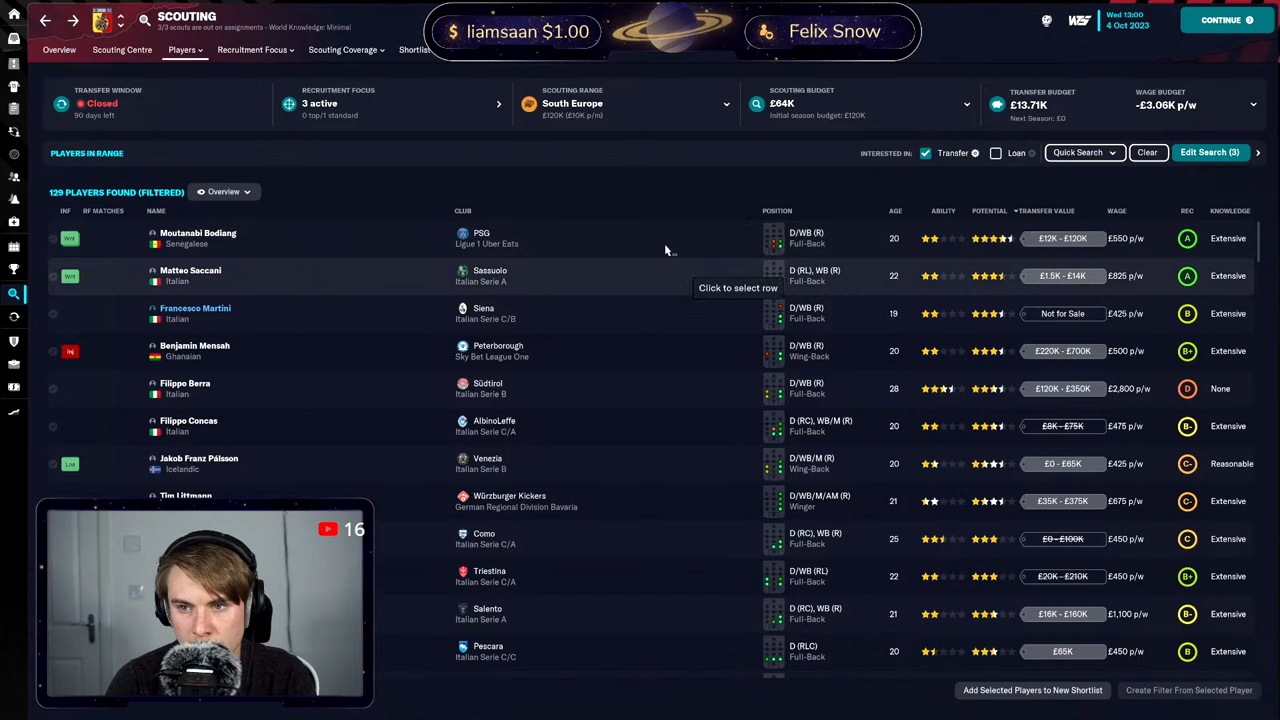 SCOUTING
3/3 scouts are out on assignments - World Knowledge: Minimal
liamsaan $1.00
Felix Snow
Wed 13:00
4 Oct 2023
CONTINUE
Overview
Scouting Centre
Players
Recruitment Focus
Scouting Coverage
Shortlis
TRANSFER WINDOW
Closed
90 days left
RECRUITMENT FOCUS
3 active
0 top/1 standard
SCOUTING RANGE
South Europe
£120K (£10K p/m)
SCOUTING BUDGET
£64K
Initial season budget: £120K
TRANSFER BUDGET
£13.71K
Next Season: £0
WAGE BUDGET
-£3.06K p/w
PLAYERS IN RANGE
INTERESTED IN: Transfer Loan Quick Search Clear Edit Search (3)
129 PLAYERS FOUND (FILTERED) Overview
INF RF MATCHES NAME CLUB POSITION AGE ABILITY POTENTIAL TRANSFER VALUE WAGE REC KNOWLEDGE
Wnt Moutanabi Bodiang PSG D/WB (R) 20 £12K - £120K £550 p/w A Extensive
Senegalese Ligue 1 Uber Eats Full-Back
Wnt Matteo Saccani Sassuolo D (RL), WB (R) 22 £1.5K - £14K £825 p/w A Extensive
Italian Italian Serie A Full-Back
Click to select row
Francesco Martini Siena D/WB (R) 19 Not for Sale £425 p/w B Extensive
Italian Italian Serie C/B Full-Back
Inj Benjamin Mensah Peterborough D/WB (R) 20 £220K - £700K £500 p/w B+ Extensive
Ghanaian Sky Bet League One Wing-Back
Filippo Berra Südtirol D/WB (R) 28 £120K - £350K £2,800 p/w D None
Italian Italian Serie B Full-Back
Filippo Concas AlbinoLeffe D (RC), WB/M (R) 20 £8K - £75K £475 p/w B- Extensive
Italian Italian Serie C/A Full-Back
Loa Jakob Franz Pálsson Venezia D/WB/M (R) 20 £0 - £65K £425 p/w C- Reasonable
Icelandic Italian Serie B Wing-Back
Tim Littmann Würzburger Kickers D/WB/M/AM (R) 21 £35K - £375K £675 p/w C- Extensive
German Regional Division Bavaria Winger
Como D (RC), WB (R) 25 £0 - £100K £450 p/w C Extensive
Italian Serie C/A Full-Back
Triestina D/WB (RL) 22 £20K - £210K £450 p/w B+ Extensive
Italian Serie C/A Full-Back
Salento D (RC), WB (R) 21 £16K - £160K £1,100 p/w B- Extensive
Italian Serie A Full-Back
Pescara D (RLC) 20 £65K £450 p/w B Extensive
Italian Serie C/C Full-Back
16
Add Selected Players to New Shortlist
Create Filter From Selected Player